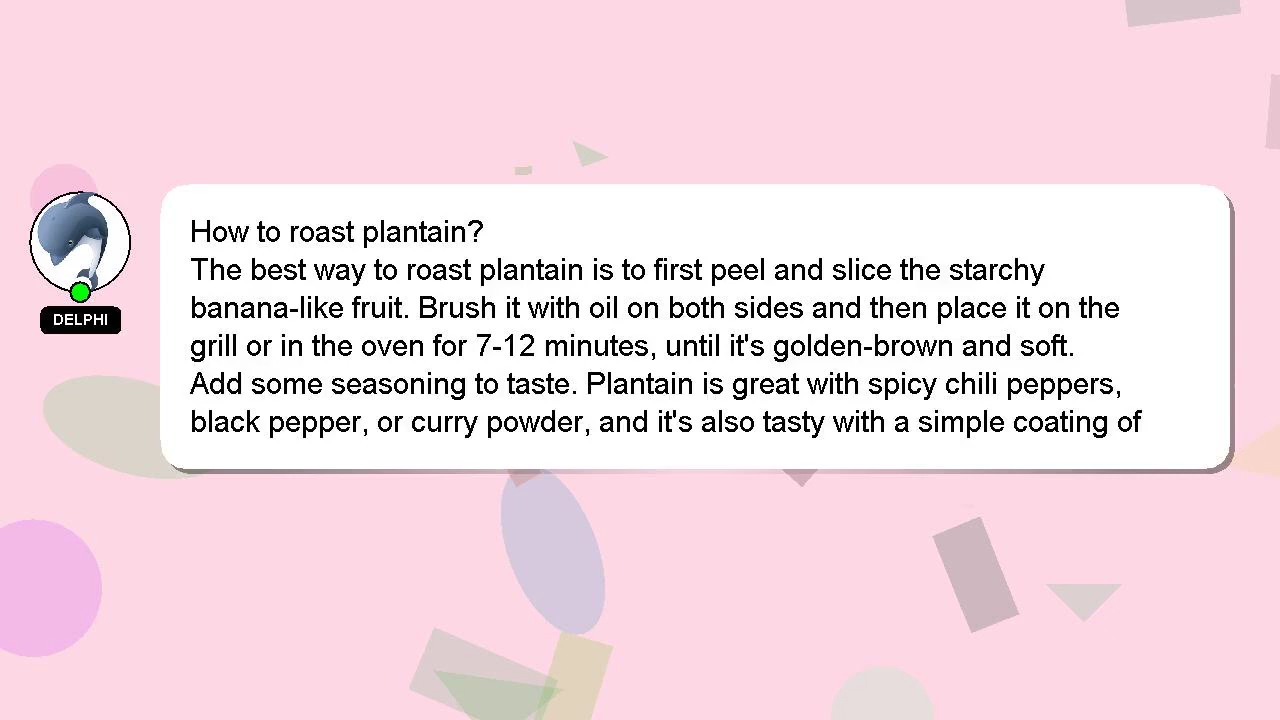 DELPHI
How to roast plantain?
The best way to roast plantain is to first peel and slice the starchy
banana-like fruit. Brush it with oil on both sides and then place it on the
grill or in the oven for 7-12 minutes, until it's golden-brown and soft.
Add some seasoning to taste. Plantain is great with spicy chili peppers,
black pepper, or curry powder, and it's also tasty with a simple coating of